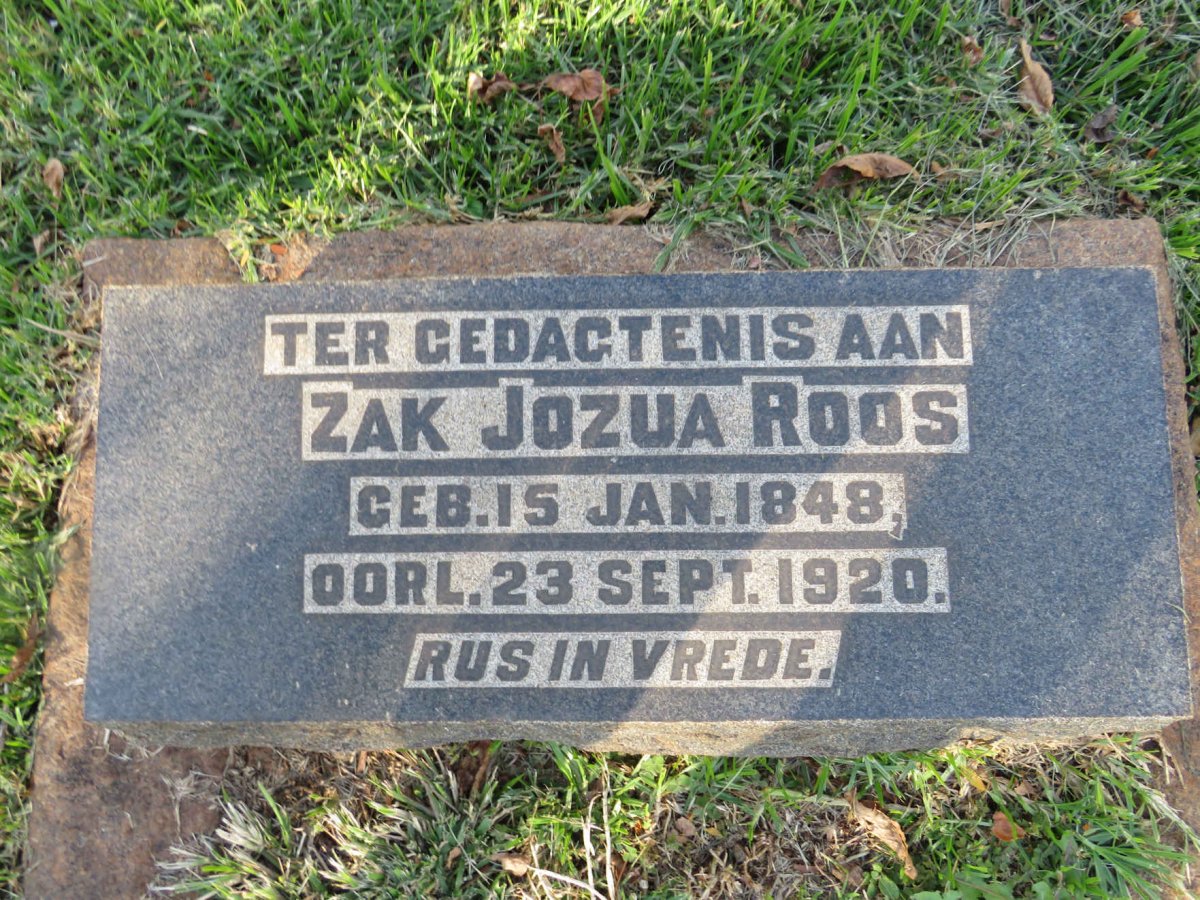 TER GEDACTENIS AAN
ZAK JOZUA ROOS
GEB. 15 JAN. 1848,
OORL. 23 SEPT. 1920.
RUS IN VREDE.